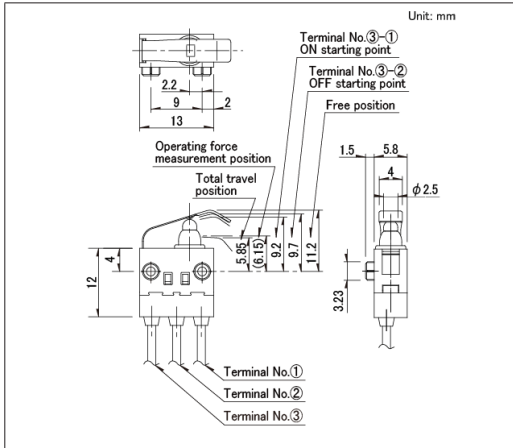 Unit: mm
Terminal No.③-①
ON starting point
Terminal No.③-②
OFF starting point
Free position
2.2
9
2
13
Operating force
measurement position
Total travel
position
1.5
5.8
4
φ2.5
12
4
5.85
(6.15)
9.2
9.7
11.2
3.23
Terminal No.①
Terminal No.②
Terminal No.③